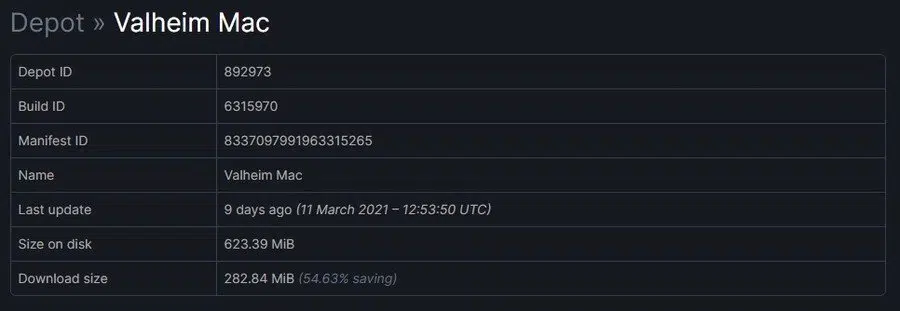 Depot » Valheim Mac
Depot ID 892973
Build ID 6315970
Manifest ID 8337097991963315265
Name Valheim Mac
Last update 9 days ago (11 March 2021 – 12:53:50 UTC)
Size on disk 623.39 MiB
Download size 282.84 MiB (54.63% saving)